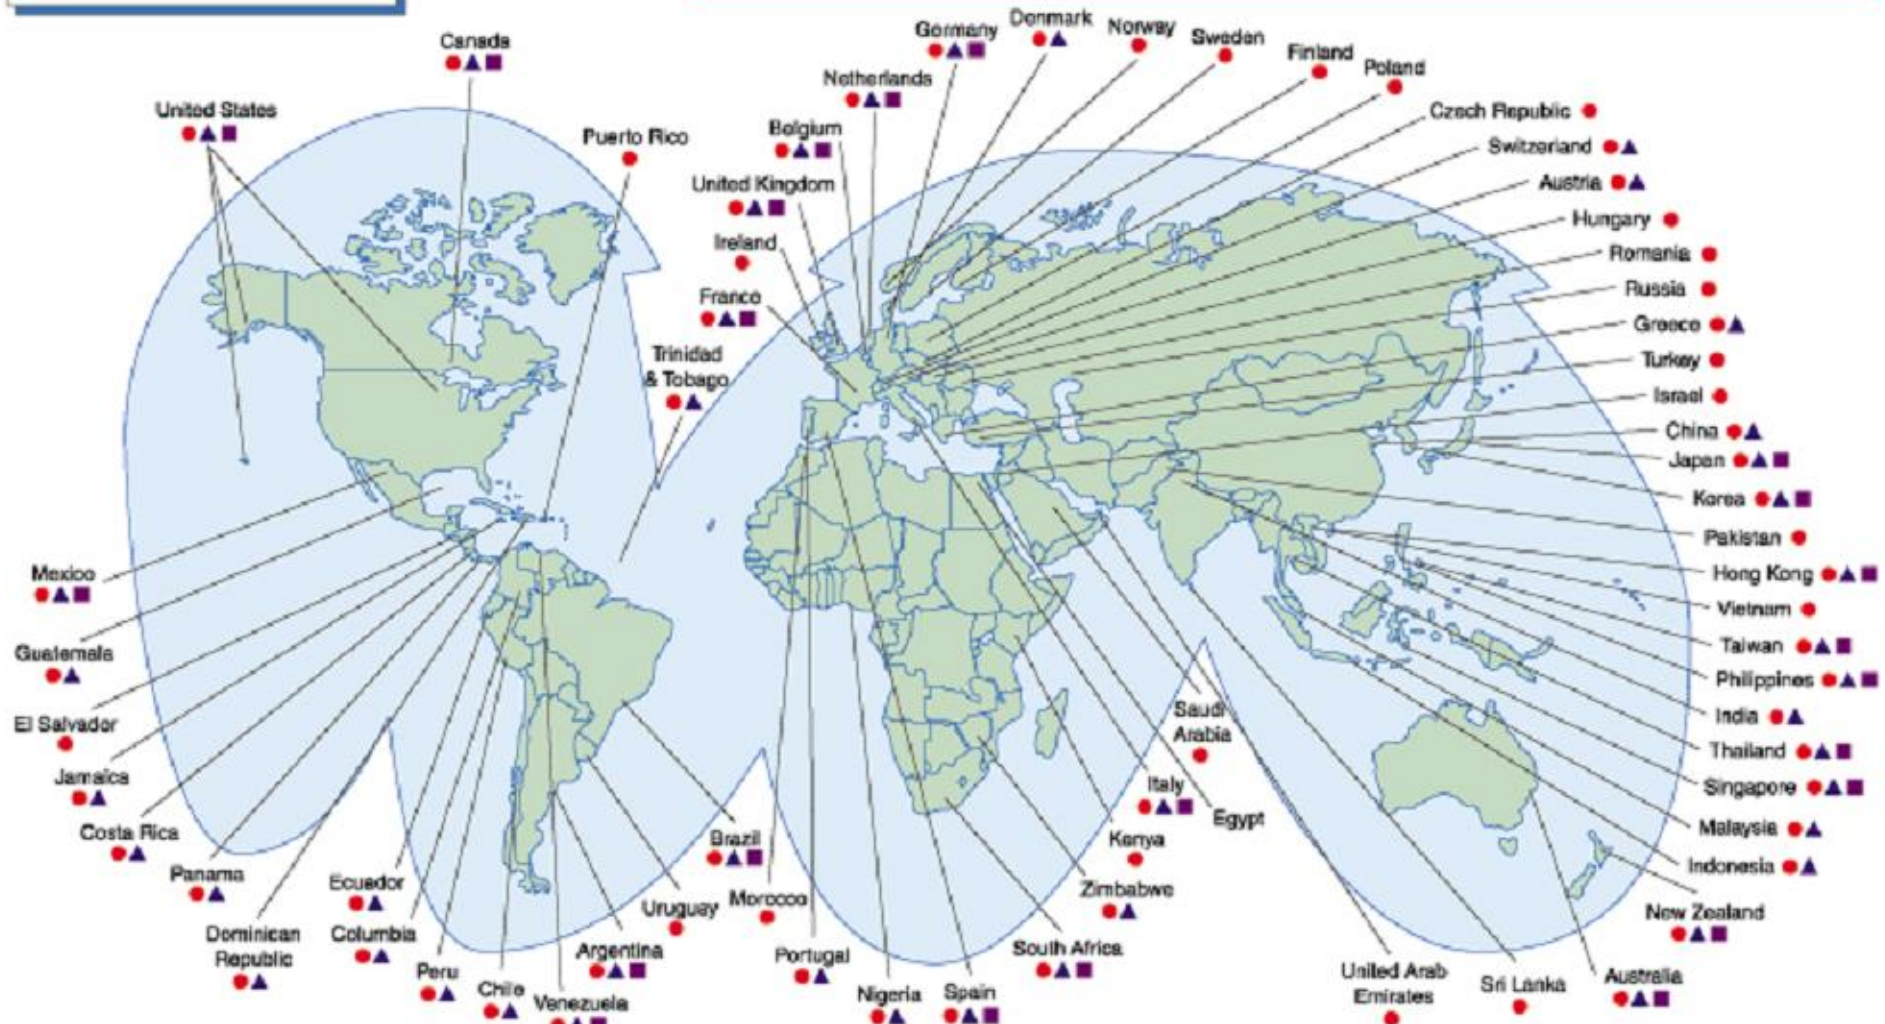 Canada
United States
Puerto Rico
Germany
Denmark
Norway
Sweden
Finland
Poland
Netherlands
Belgium
United Kingdom
Ireland
France
Trinidad
& Tobago
Czech Republic
Switzerland
Austria
Hungary
Romania
Russia
Greece
Turkey
Israel
China
Japan
Korea
Pakistan
Hong Kong
Vietnam
Taiwan
Philippines
India
Thailand
Singapore
Malaysia
Indonesia
New Zealand
Australia
Sri Lanka
United Arab
Emirates
Saudi
Arabia
Italy
Egypt
Kenya
Zimbabwe
South Africa
Spain
Nigeria
Portugal
Morocco
Brazil
Uruguay
Argentina
Venezuela
Chile
Peru
Columbia
Ecuador
Dominican
Republic
Panama
Costa Rica
Jamaica
El Salvador
Guatemala
Mexico